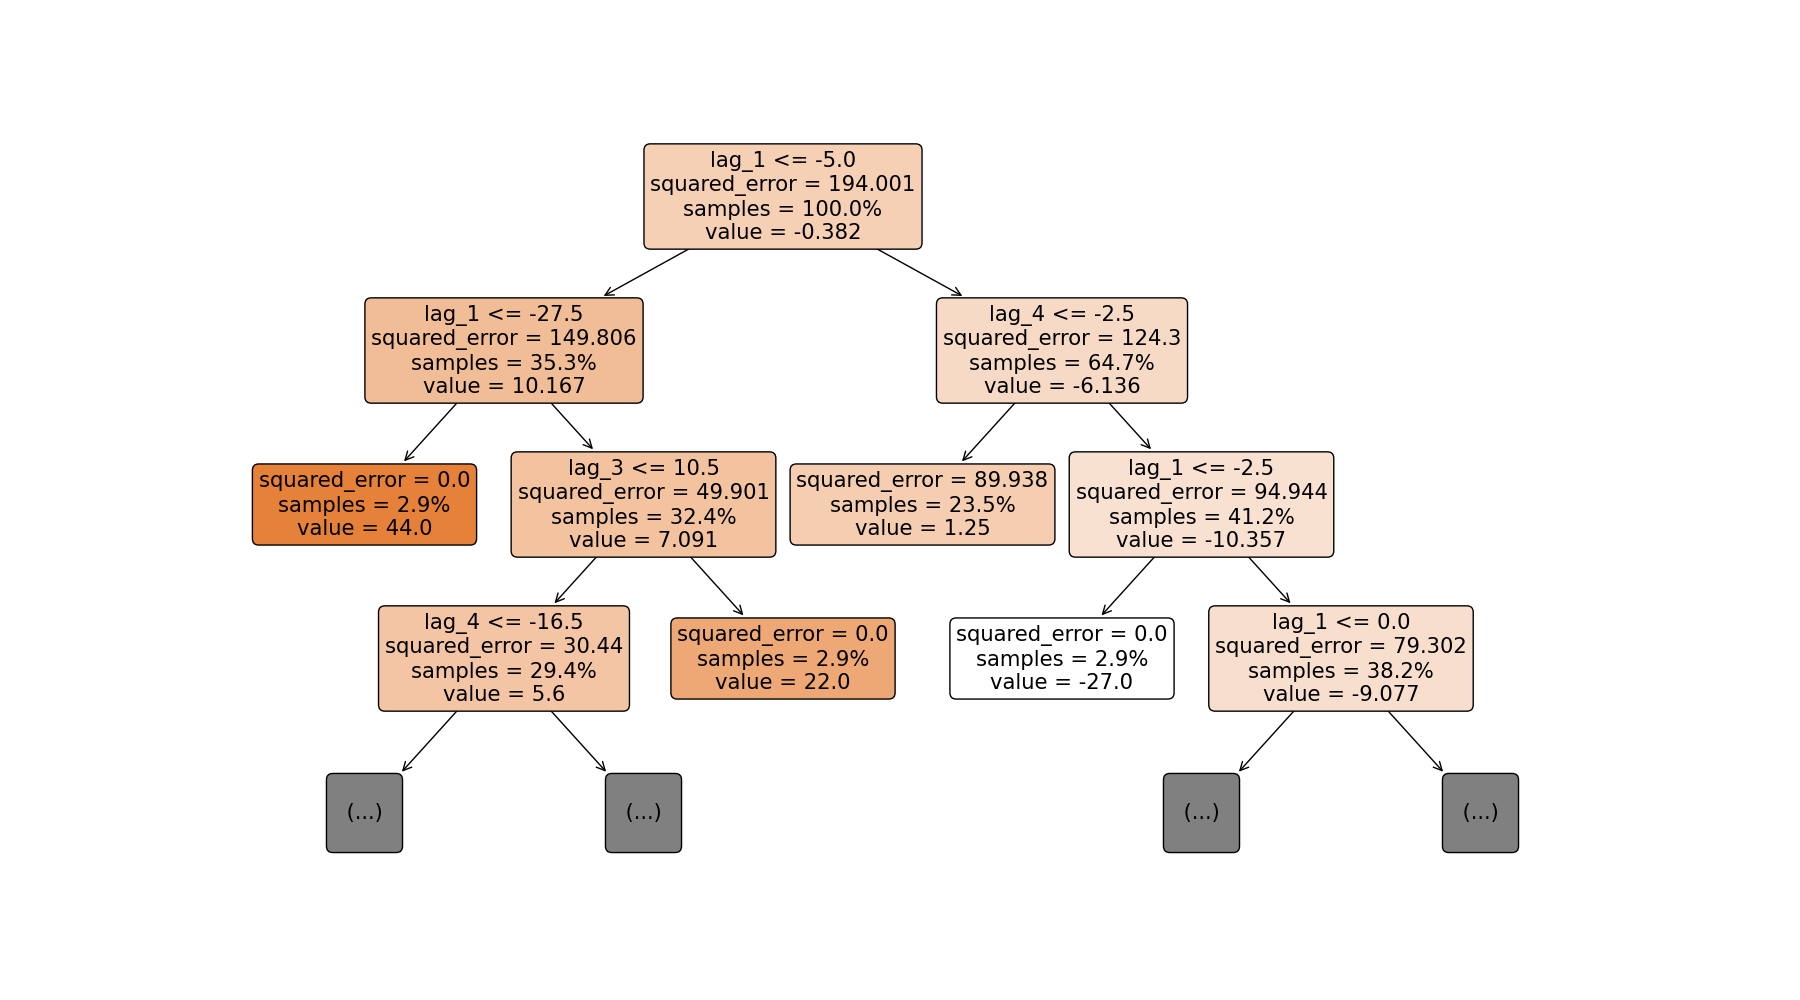 lag_1 <= -5.0
squared_error = 194.001
samples = 100.0%
value = -0.382
lag_1 <= -27.5
squared_error = 149.806
samples = 35.3%
value = 10.167
lag_4 <= -2.5
squared_error = 124.3
samples = 64.7%
value = -6.136
squared_error = 0.0
samples = 2.9%
value = 44.0
lag_3 <= 10.5
squared_error = 49.901
samples = 32.4%
value = 7.091
squared_error = 89.938
samples = 23.5%
value = 1.25
lag_1 <= -2.5
squared_error = 94.944
samples = 41.2%
value = -10.357
lag_4 <= -16.5
squared_error = 30.44
samples = 29.4%
value = 5.6
squared_error = 0.0
samples = 2.9%
value = 22.0
squared_error = 0.0
samples = 2.9%
value = -27.0
lag_1 <= 0.0
squared_error = 79.302
samples = 38.2%
value = -9.077
(...)
(...)
(...)
(...)